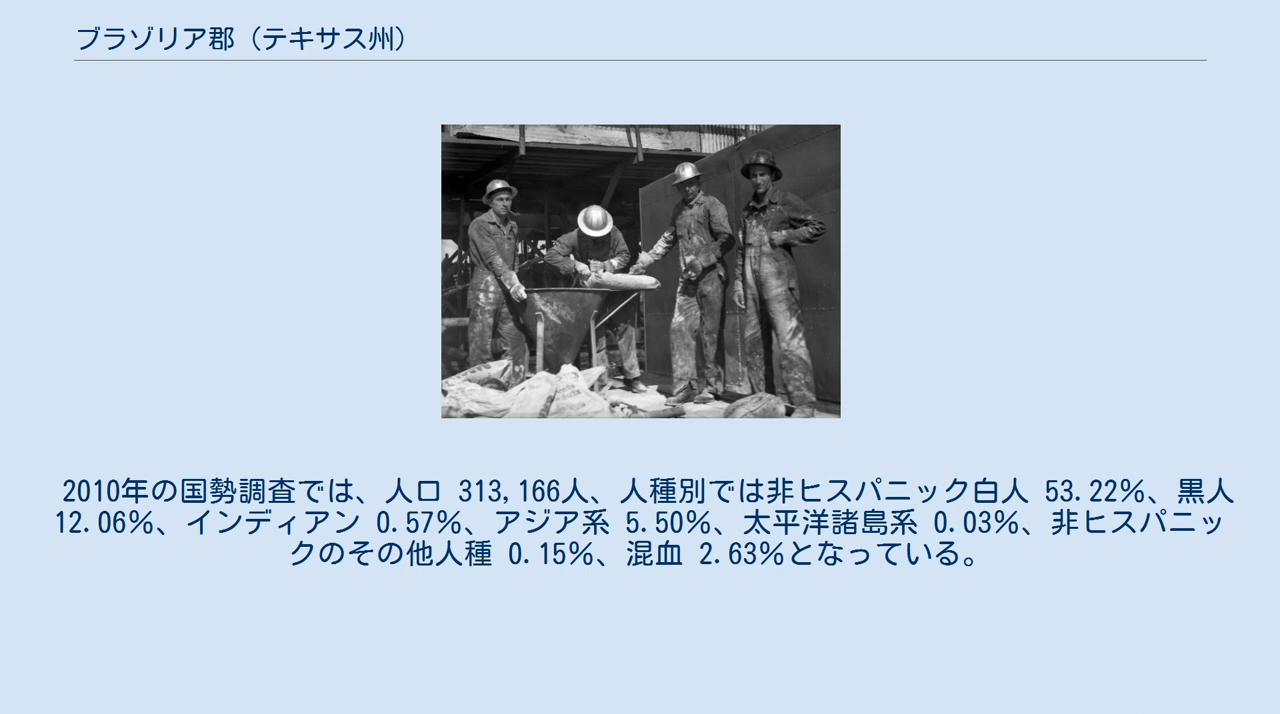 ブラゾリア郡（テキサス州）
2010年の国勢調査では、人口 313,166人、人種別では非ヒスパニック白人 53.22%、黒人
12.06%、インディアン 0.57%、アジア系 5.50%、太平洋諸島系 0.03%、非ヒスパニッ
クのその他人種 0.15%、混血 2.63%となっている。